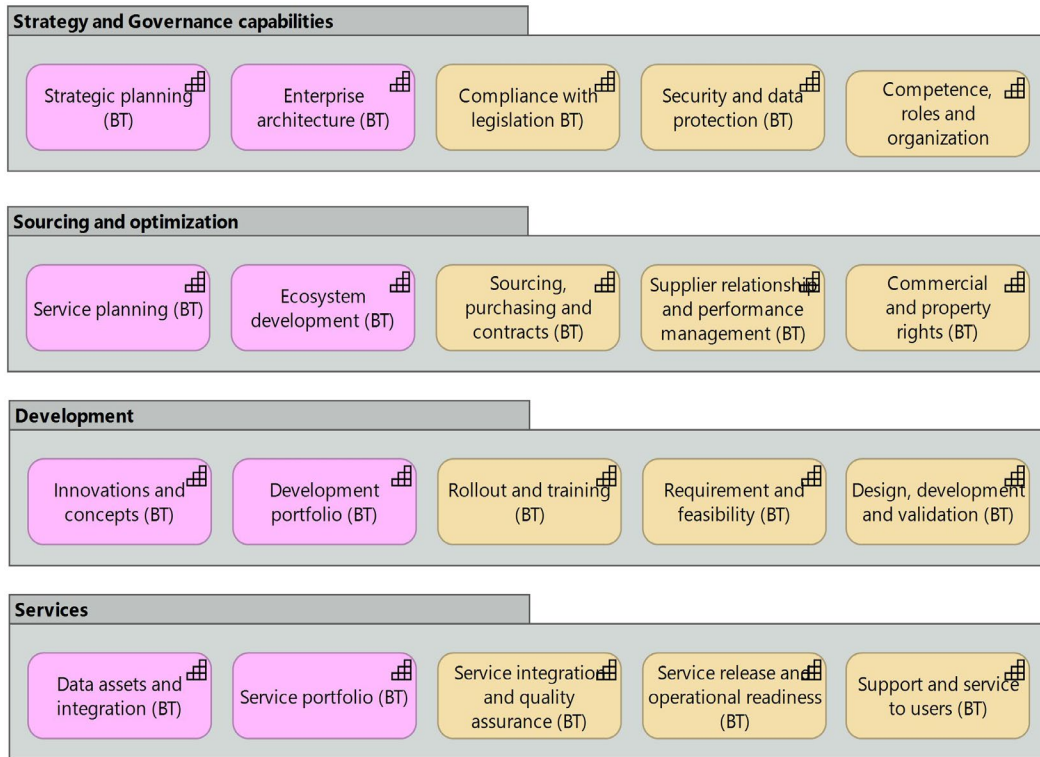 Strategy and Governance capabilities
Strategic planning
(BT)
Enterprise
architecture (BT)
Compliance with
legislation BT)
Security and data
protection (BT)
Competence,
roles and
organization
Sourcing and optimization
Service planning (BT)
Ecosystem
development (BT)
Sourcing,
purchasing and
contracts (BT)
Supplier relationship
and performance
management (BT)
Commercial
and property
rights (BT)
Development
Innovations and
concepts (BT)
Development
portfolio (BT)
Rollout and training
(BT)
Requirement and
feasibility (BT)
Design, development
and validation (BT)
Services
Data assets and
integration (BT)
Service portfolio (BT)
Service integration
and quality
assurance (BT)
Service release and
operational readiness
(BT)
Support and service
to users (BT)